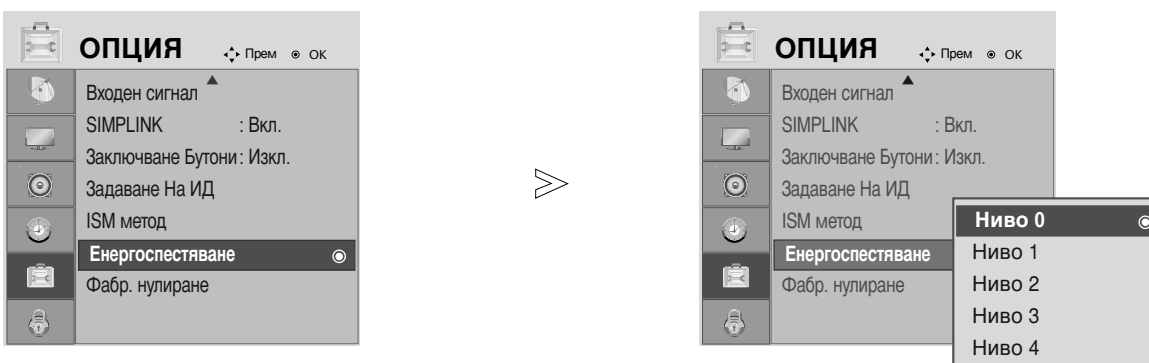 ОПЦИЯ Прем ОК
Входен сигнал
SIMPLINK : Вкл.
Заключване Бутони : Изкл.
Задаване На ИД
ISM метод
Енергоспестяване
Фабр. нулиране
ОПЦИЯ Прем ОК
Входен сигнал
SIMPLINK : Вкл.
Заключване Бутони : Изкл.
Задаване На ИД
ISM метод
Енергоспестяване
Фабр. нулиране
Ниво 0
Ниво 1
Ниво 2
Ниво 3
Ниво 4